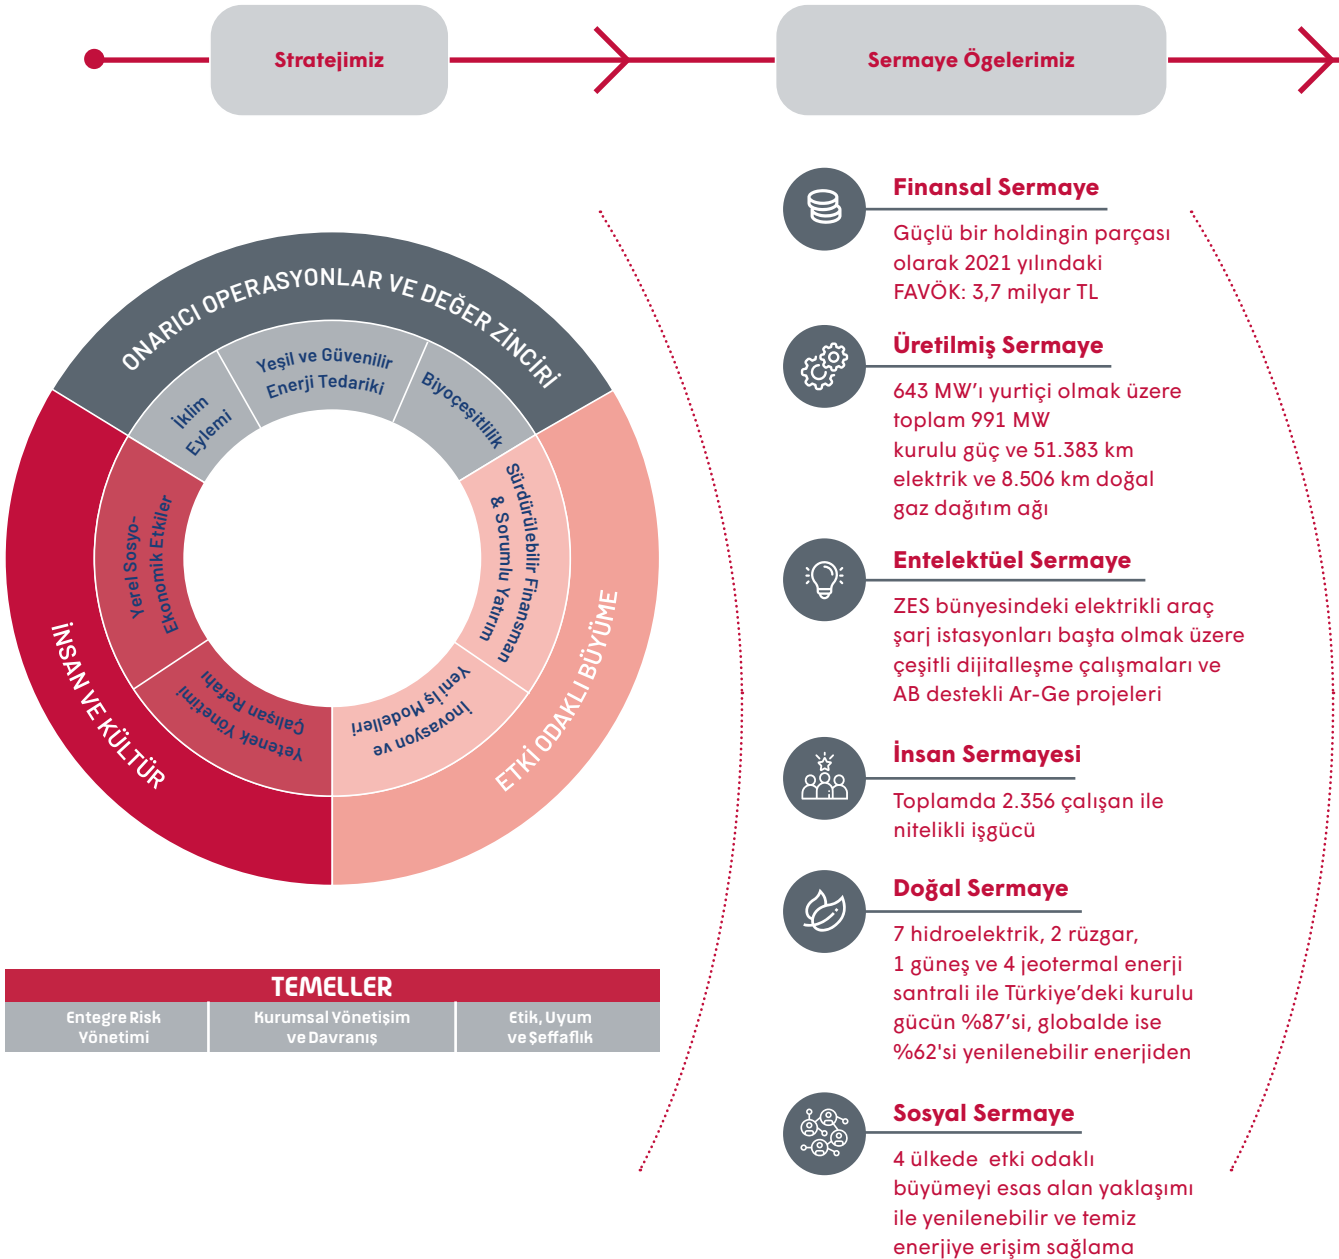 Stratejimiz
Sermaye Ögelerimiz
ONARICI OPERASYONLAR VE DEĞER ZİNCİRİ
İklim
Eylemi
Yeşil ve Güvenilir
Enerji Tedariki
Biyoçeşitlilik
Sürdürülebilir Finansman
& Sorumlu Yatırım
ETKİ ODAKLI BÜYÜME
İnovasyon ve
Yeni İş Modelleri
Yetenek Yönetimi
Çalışan Refahı
Yerel Sosyo-
Ekonomik Etkiler
İNSAN VE KÜLTÜR
TEMELLER
Entegre Risk
Yönetimi
Kurumsal Yönetişim
ve Davranış
Etik, Uyum
ve Şeffaflık
Finansal Sermaye
Güçlü bir holdingin parçası
olarak 2021 yılındaki
FAVÖK: 3,7 milyar TL
Üretilmiş Sermaye
643 MW’ı yurtiçi olmak üzere
toplam 991 MW
kurulu güç ve 51.383 km
elektrik ve 8.506 km doğal
gaz dağıtım ağı
Entelektüel Sermaye
ZES bünyesindeki elektrikli araç
şarj istasyonları başta olmak üzere
çeşitli dijitalleşme çalışmaları ve
AB destekli Ar-Ge projeleri
İnsan Sermayesi
Toplamda 2.356 çalışan ile
nitelikli işgücü
Doğal Sermaye
7 hidroelektrik, 2 rüzgar,
1 güneş ve 4 jeotermal enerji
santrali ile Türkiye’deki kurulu
gücün %87’si, globalde ise
%62'si yenilenebilir enerjiden
Sosyal Sermaye
4 ülkede etki odaklı
büyümeyi esas alan yaklaşımı
ile yenilenebilir ve temiz
enerjiye erişim sağlama